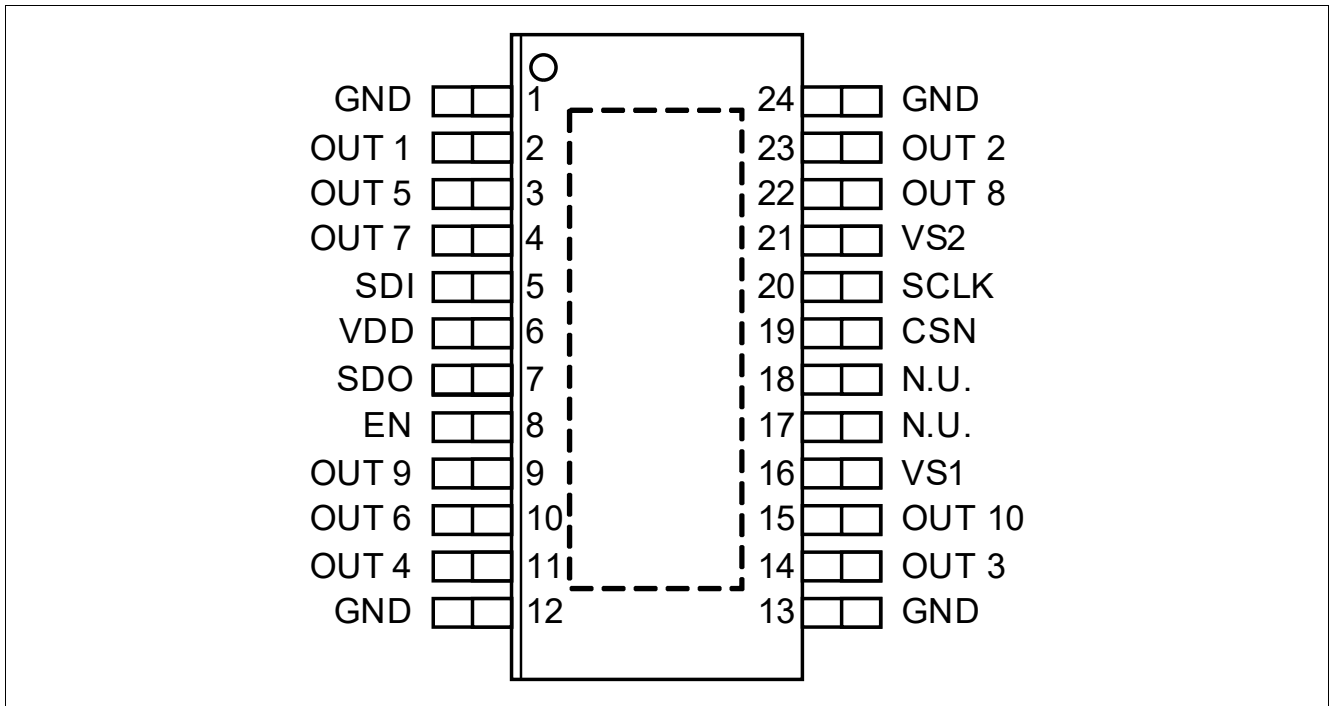 GND 1 24 GND
OUT 1 2 23 OUT 2
OUT 5 3 22 OUT 8
OUT 7 4 21 VS2
SDI 5 20 SCLK
VDD 6 19 CSN
SDO 7 18 N.U.
EN 8 17 N.U.
OUT 9 9 16 VS1
OUT 6 10 15 OUT 10
OUT 4 11 14 OUT 3
GND 12 13 GND